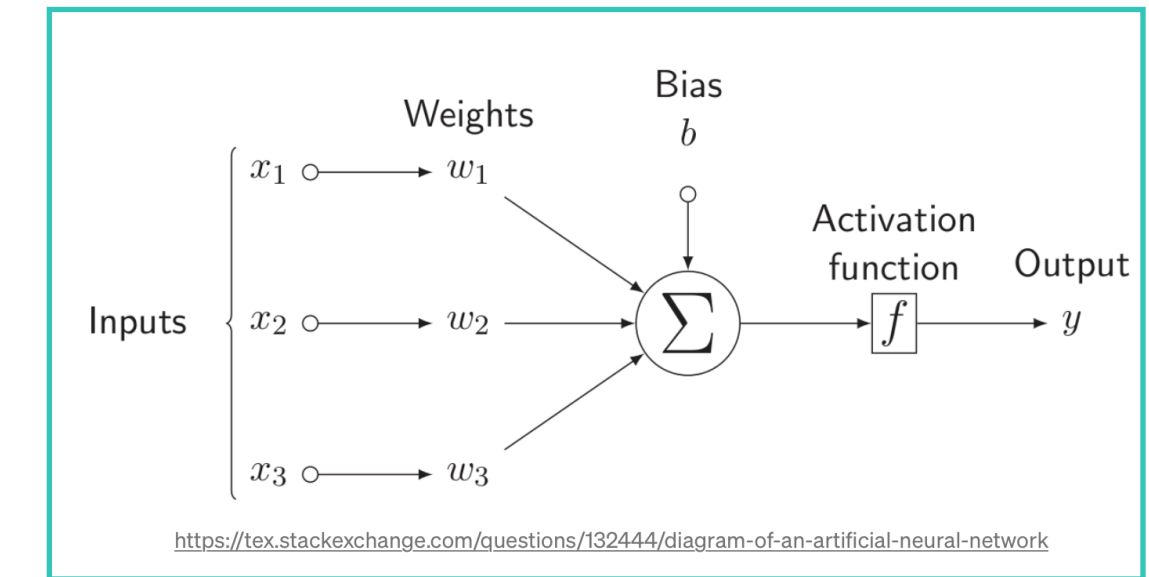 Bias
b
Weights
x1 w1
Activation
function
Output
Inputs x2 w2 ∑ f y
x3 w3
https://tex.stackexchange.com/questions/132444/diagram-of-an-artificial-neural-network